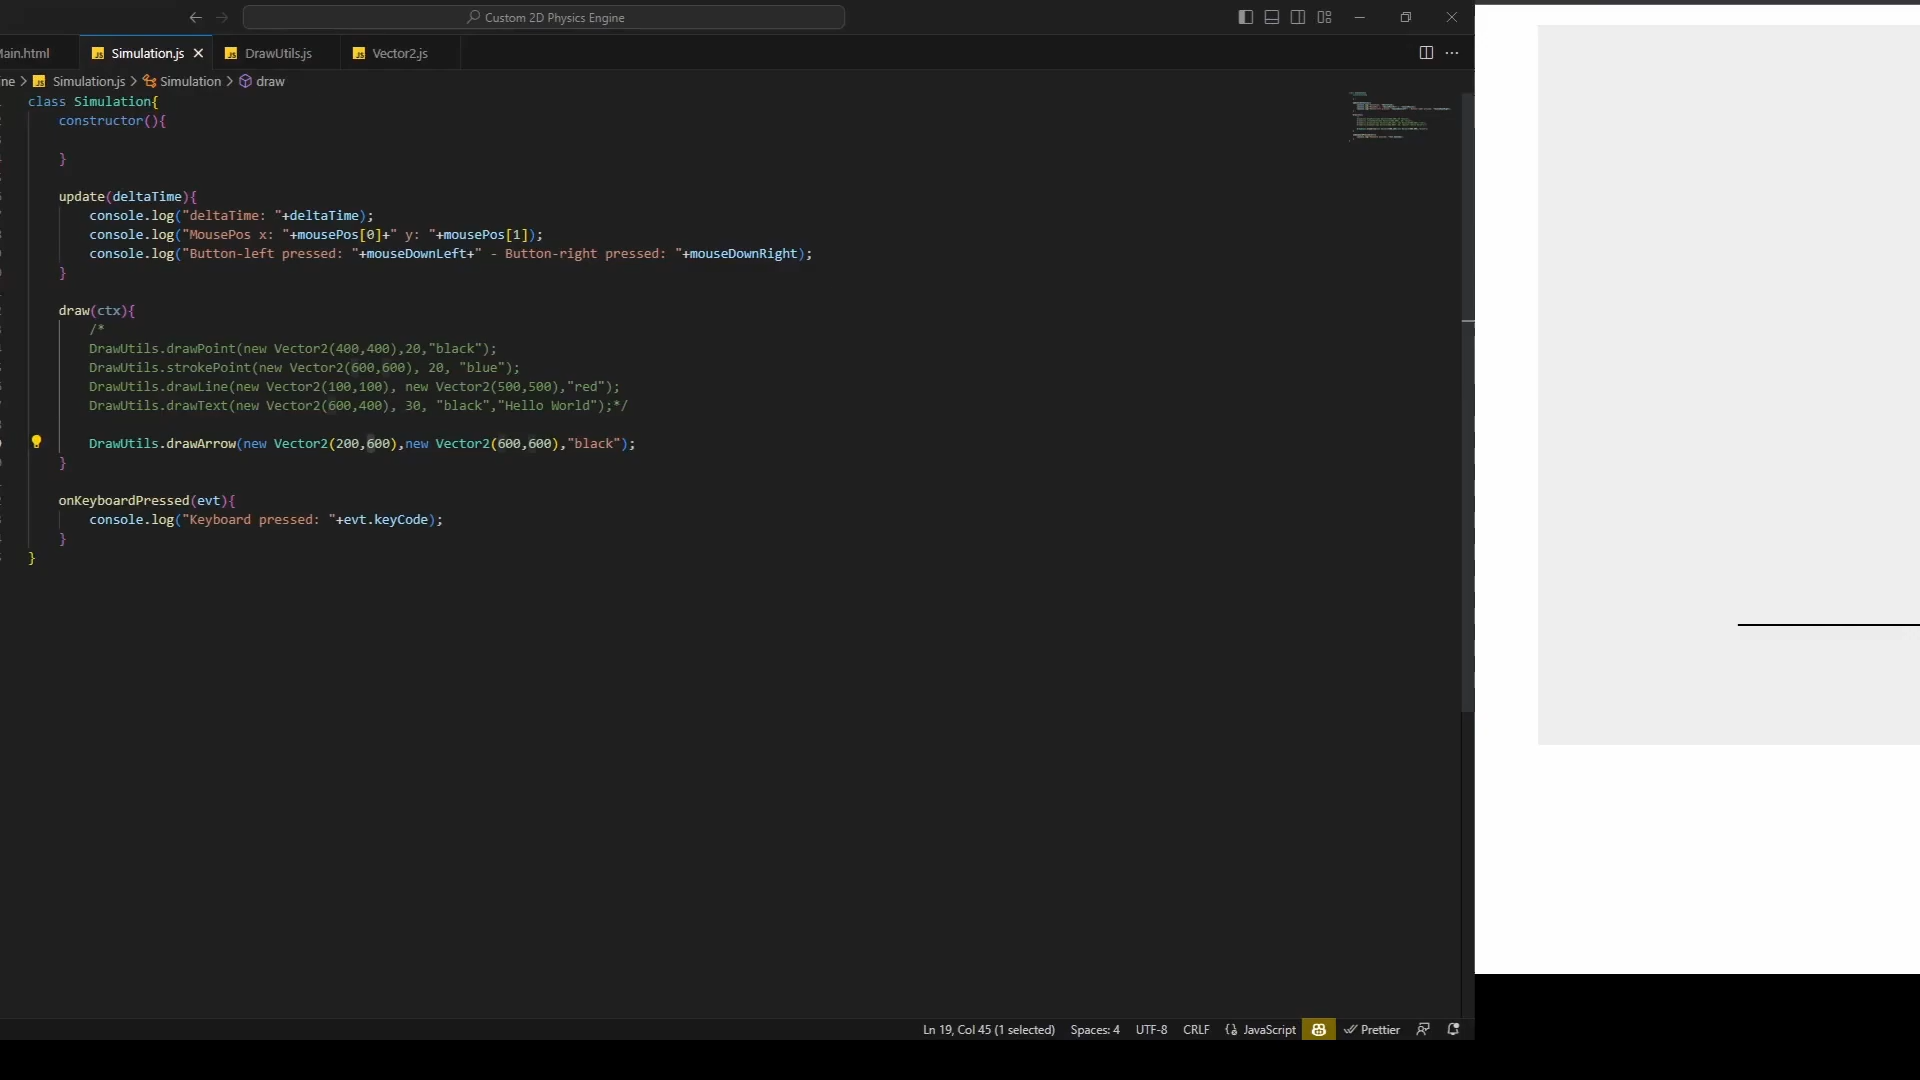 Custom 2D Physics Engine
Main.html
Simulation.js
DrawUtils.js
Vector2.js
ne > Simulation.js > Simulation > draw
class Simulation{
constructor(){
}
update(deltaTime){
console.log("deltaTime: "+deltaTime);
console.log("MousePos x: "+mousePos[0]+" y: "+mousePos[1]);
console.log("Button-left pressed: "+mouseDownLeft+" - Button-right pressed: "+mouseDownRight);
}
draw(ctx){
/*
DrawUtils.drawPoint(new Vector2(400,400),20,"black");
DrawUtils.strokePoint(new Vector2(600,600), 20, "blue");
DrawUtils.drawLine(new Vector2(100,100), new Vector2(500,500),"red");
DrawUtils.drawText(new Vector2(600,400), 30, "black","Hello World");*/
DrawUtils.drawArrow(new Vector2(200,600),new Vector2(600,600),"black");
}
onKeyboardPressed(evt){
console.log("Keyboard pressed: "+evt.keyCode);
}
}
Ln 19, Col 45 (1 selected) Spaces: 4 UTF-8 CRLF {} JavaScript Prettier